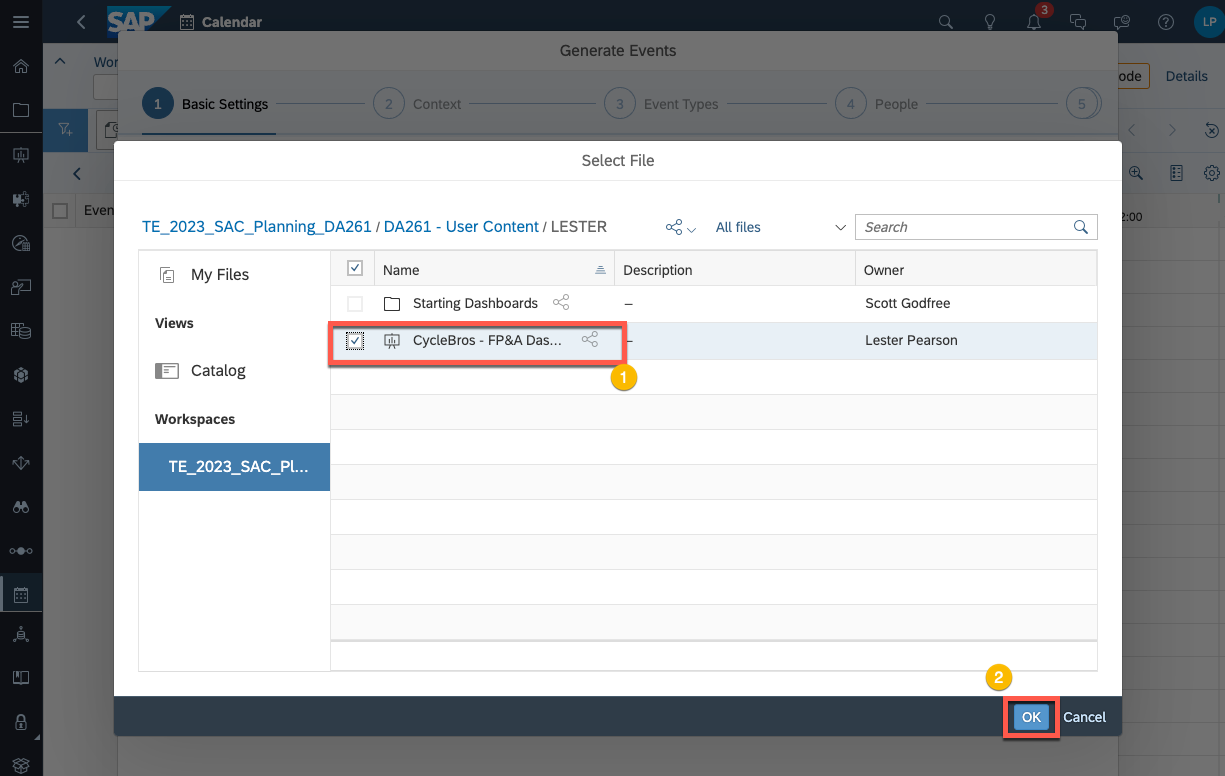 SAP Calendar 3 LP
Generate Events
Wor ode Details
1 Basic Settings 2 Context 3 Event Types 4 People 5
Select File
Even 2:00
TE_2023_SAC_Planning_DA261 / DA261 - User Content / LESTER All files Search
My Files Name Description Owner
Starting Dashboards – Scott Godfree
Views
CycleBros - FP&A Das... – Lester Pearson
1
Catalog
Workspaces
TE_2023_SAC_Pl...
2
OK Cancel